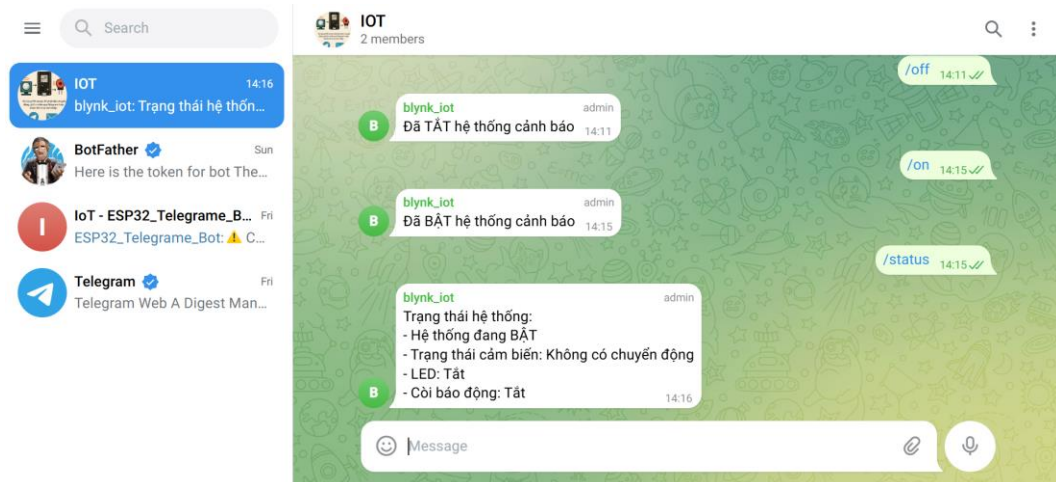 Search
IOT
14:16
blynk_iot: Trạng thái hệ thốn...
BotFather
Sun
Here is the token for bot The...
I
IoT - ESP32_Telegrame_B...
Fri
ESP32_Telegrame_Bot: ⚠ C...
Telegram
Fri
Telegram Web A Digest Man...
IOT
2 members
/off 14:11
blynk_iot admin
B
Đã TẮT hệ thống cảnh báo 14:11
/on 14:15
blynk_iot admin
B
Đã BẬT hệ thống cảnh báo 14:15
/status 14:15
blynk_iot admin
Trạng thái hệ thống:
- Hệ thống đang BẬT
- Trạng thái cảm biến: Không có chuyển động
- LED: Tắt
- Còi báo động: Tắt
B
14:16
Message